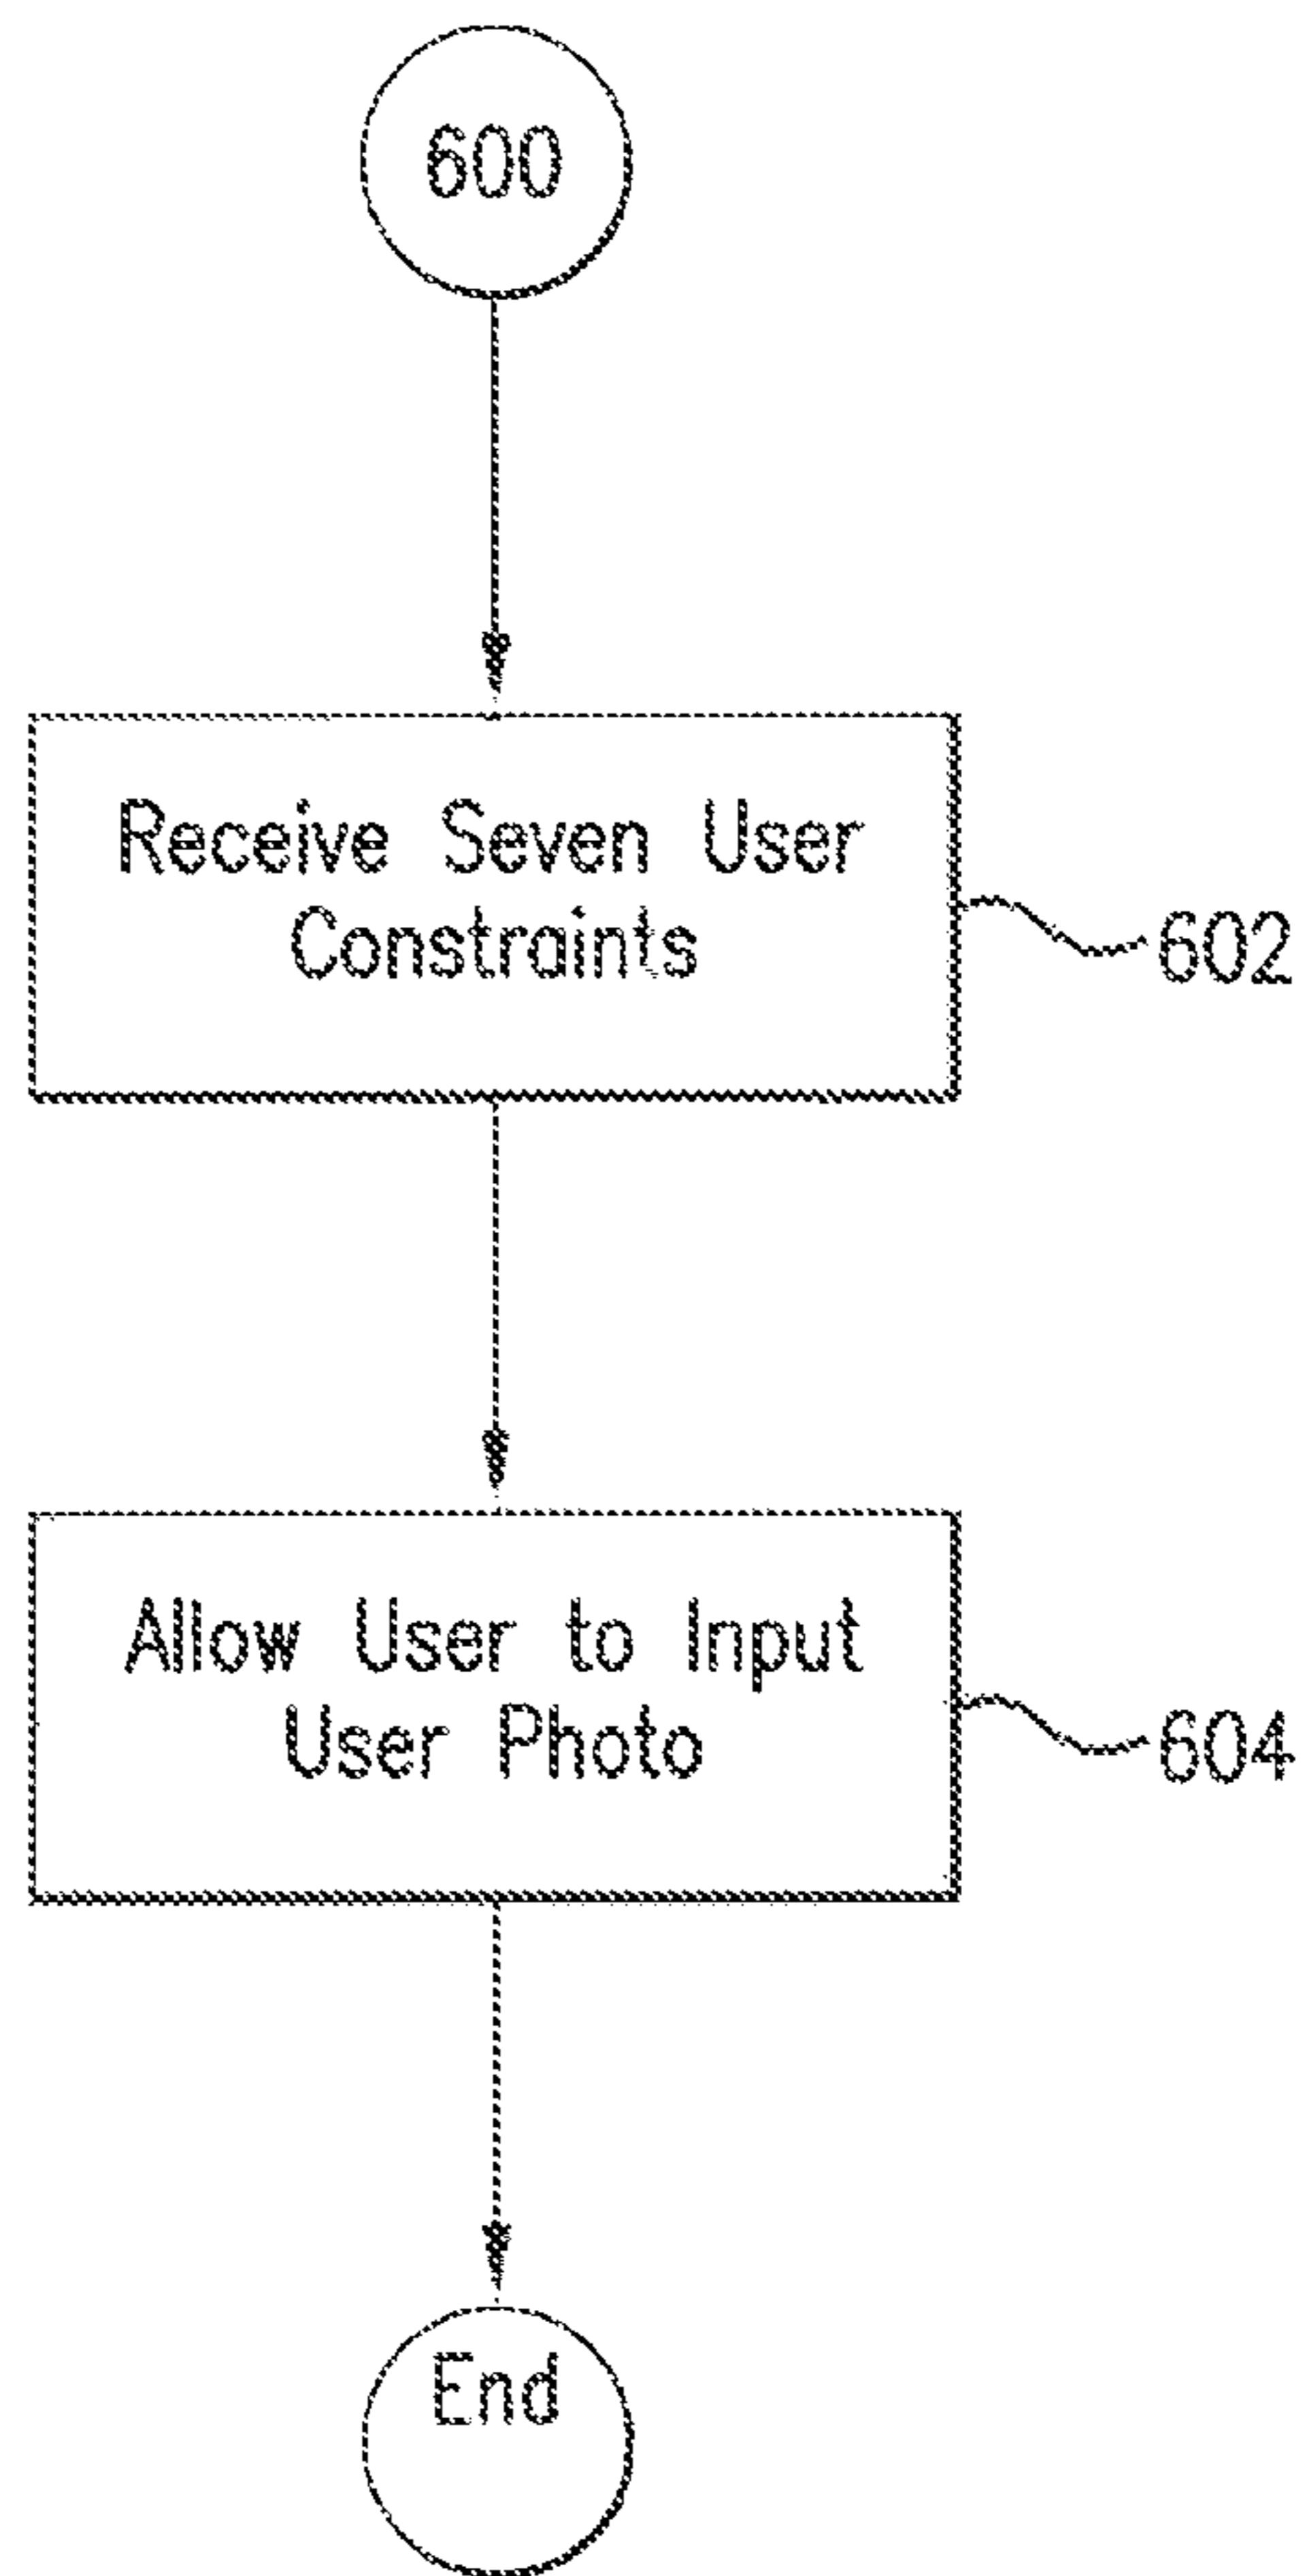 600
Receive Seven User
Constraints
602
Allow User to Input
User Photo
604
End